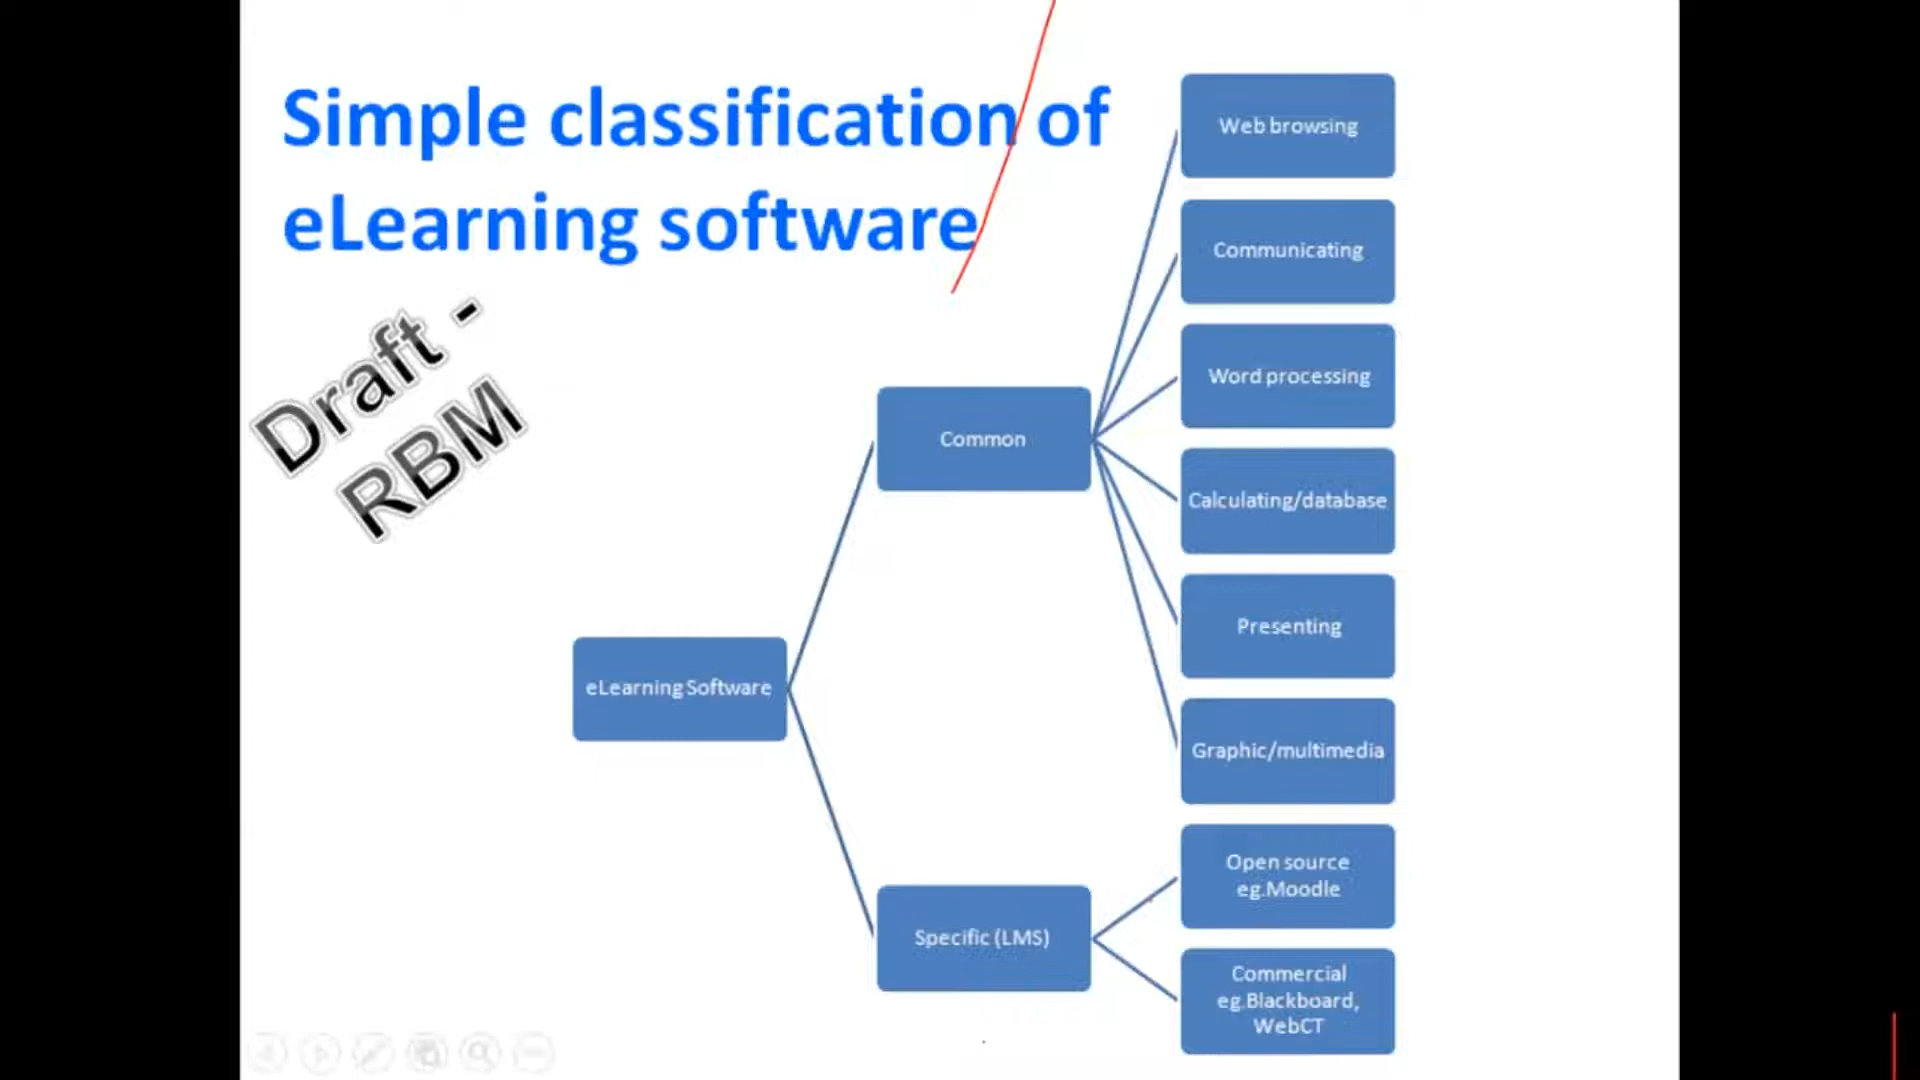 Simple classification of
eLearning software
Draft -
RBM
eLearning Software
Common
Specific (LMS)
Web browsing
Communicating
Word processing
Calculating/database
Presenting
Graphic/multimedia
Open source
eg.Moodle
Commercial
eg.Blackboard,
WebCT